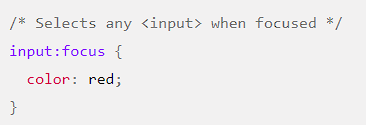 /* Selects any <input> when focused */
input:focus {
  color: red;
}